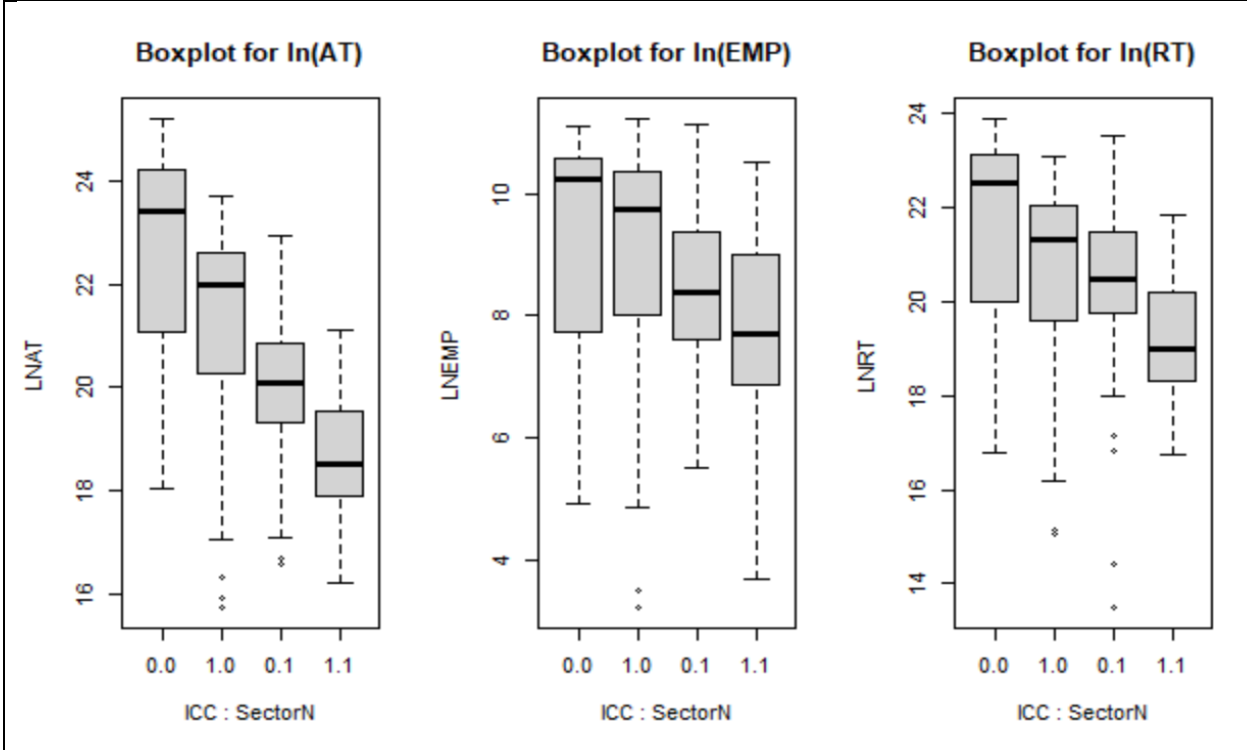 Boxplot for ln(AT)
LNAT
24
22
20
18
16
0.0 1.0 0.1 1.1
ICC : SectorN
Boxplot for ln(EMP)
LNEMP
10
8
6
4
0.0 1.0 0.1 1.1
ICC : SectorN
Boxplot for ln(RT)
LNRT
24
22
20
18
16
14
0.0 1.0 0.1 1.1
ICC : SectorN